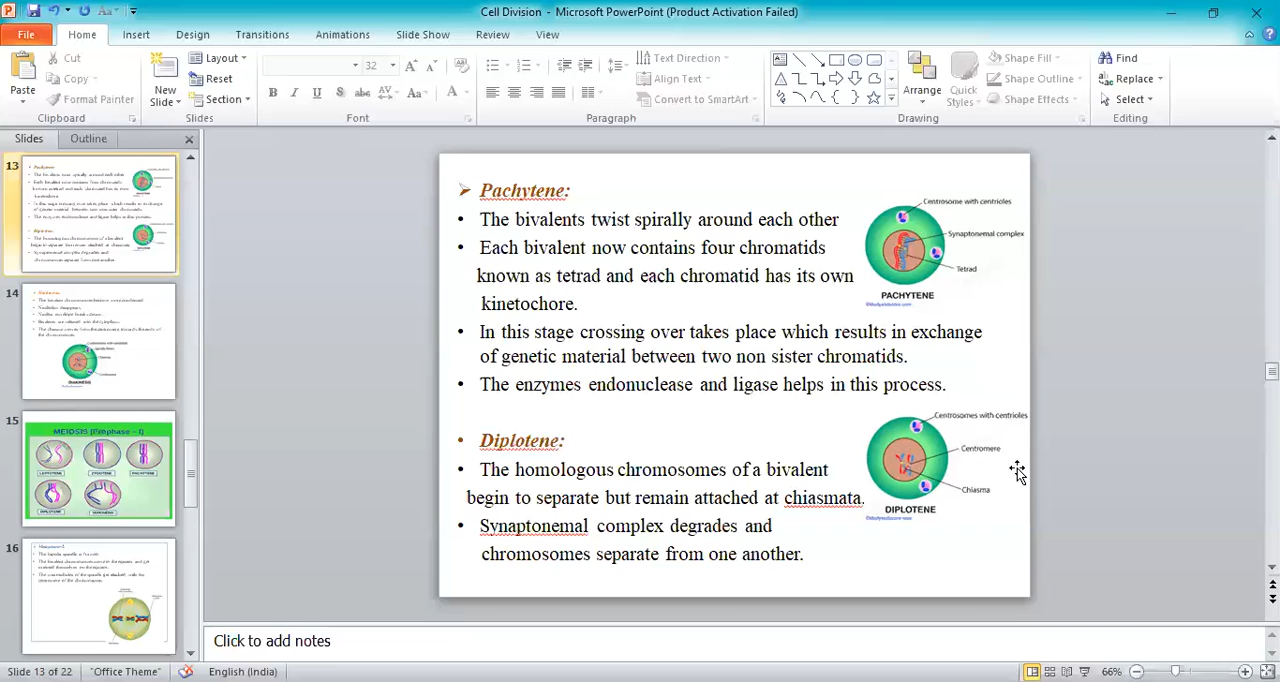 Cell Division - Microsoft PowerPoint (Product Activation Failed)
File Home Insert Design Transitions Animations Slide Show Review View
Paste
Cut
Copy
Format Painter
Clipboard
New
Slide
Layout
Reset
Section
Slides
32
B I U S abc AV Aa A
Font
Text Direction
Align Text
Convert to SmartArt
Paragraph
Arrange
Quick
Styles
Shape Fill
Shape Outline
Shape Effects
Drawing
Find
Replace
Select
Editing
Slides Outline
13
14
15
MEIOSIS (Prophase – I)
16
Pachytene:
• The bivalents twist spirally around each other
• Each bivalent now contains four chromatids
known as tetrad and each chromatid has its own
kintochore.
• In this stage crossing over takes place,which results in exchange
of genetic material between two non sister chromatids.
• The enzymes endonuclease and ligase helps in this process.
Centrosome with centrioles
Synaptonemal complex
Tetrad
PACHYTENE
• Diplotene:
• The homologous chromosomes of a bivalent
begin to separate but remain attached at chiasmata.
• Synaptonemal complex degrades and
chromosomes separate from one another.
Centrosomes with centrioles
Centromere
Chiasma
DIPLOTENE
Click to add notes
Slide 13 of 22 "Office Theme" English (India) 66%